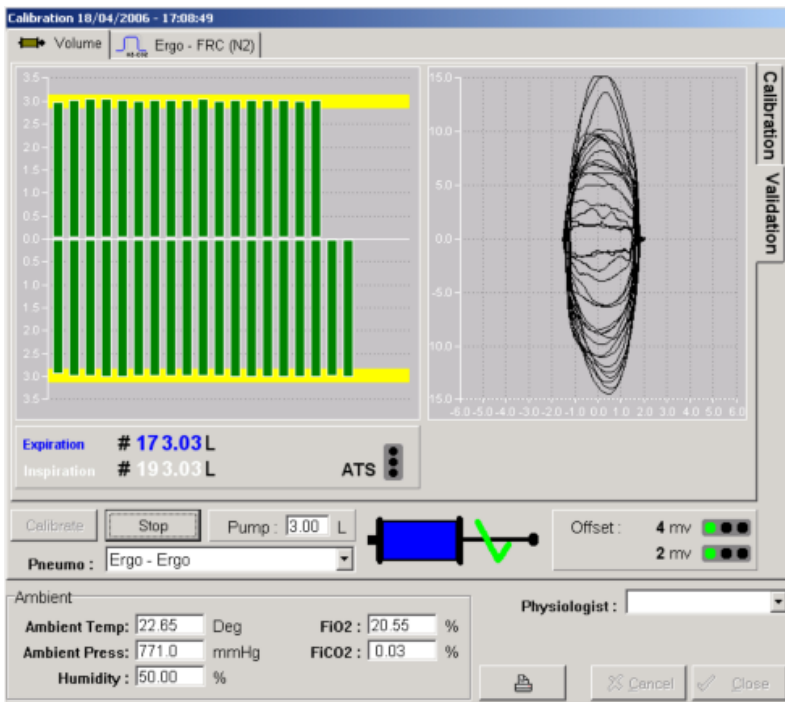 Calibration 18/04/2006 - 17:08:49
Volume
Ergo - FRC (N2)
3.5
3.0
2.5
2.0
1.5
1.0
0.5
0.0
0.5
1.0
1.5
2.0
2.5
3.0
3.5
15.0
10.0
5.0
0.0
-5.0
10.0
15.0
-6.0 -5.0 -4.0 -3.0 -2.0 -1.0 0.0 1.0 2.0 3.0 4.0 5.0 6.0
Calibration
Validation
Expiration # 17 3.03 L
Inspiration # 19 3.03 L
ATS
Calibrate
Stop
Pump : 3.00 L
Offset : 4 mv
2 mv
Pneumo : Ergo - Ergo
Ambient
Ambient Temp: 22.65 Deg
FiO2 : 20.55 %
Ambient Press: 771.0 mmHg
FiCO2 : 0.03 %
Humidity : 50.00 %
Physiologist :
Cancel
Close